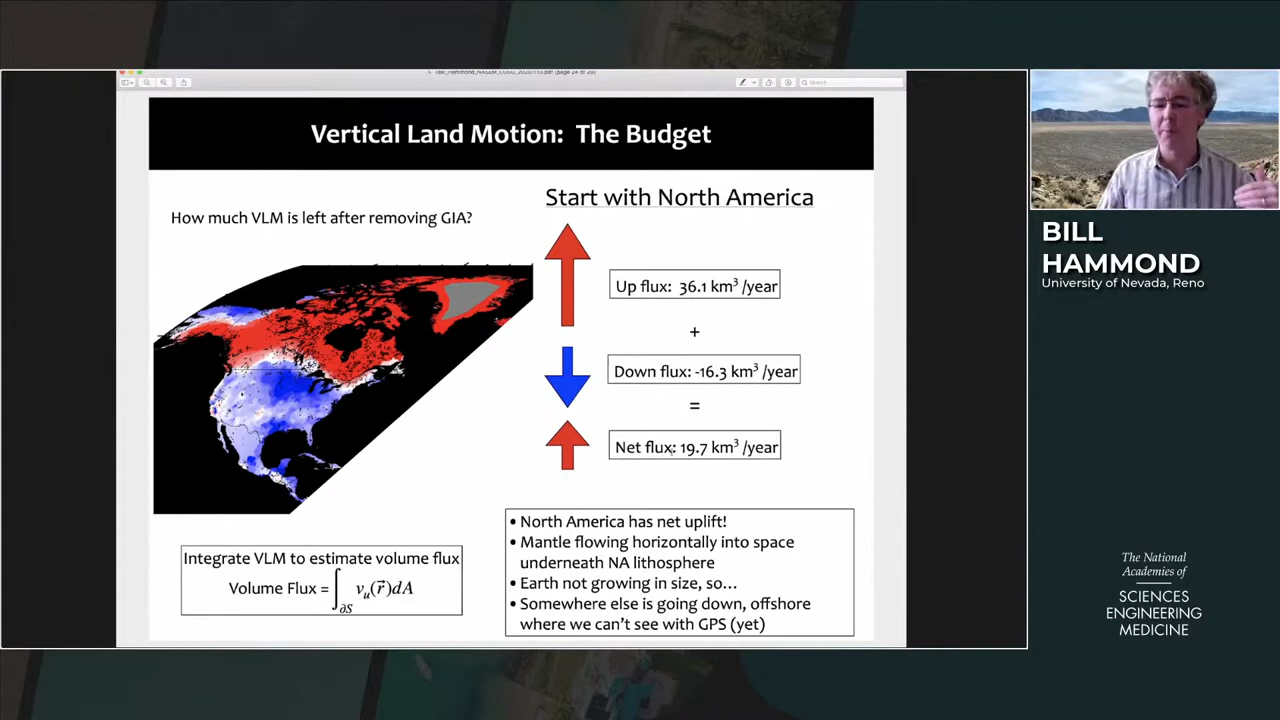 Vertical Land Motion: The Budget
How much VLM is left after removing GIA?
Start with North America
Up flux: 36.1 km³ /year
+
Down flux: -16.3 km³ /year
=
Net flux: 19.7 km³ /year
Integrate VLM to estimate volume flux
Volume Flux = ∫∂S vᵤ(r⃗)dA
• North America has net uplift!
• Mantle flowing horizontally into space
underneath NA lithosphere
• Earth not growing in size, so...
• Somewhere else is going down, offshore
where we can't see with GPS (yet)
BILL
HAMMOND
University of Nevada, Reno
The National
Academies of
SCIENCES
ENGINEERING
MEDICINE